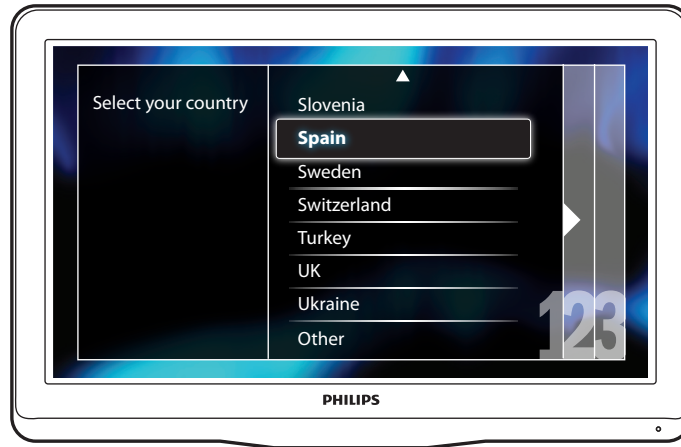 Select your country
Slovenia
Spain
Sweden
Switzerland
Turkey
UK
Ukraine
Other
123
PHILIPS